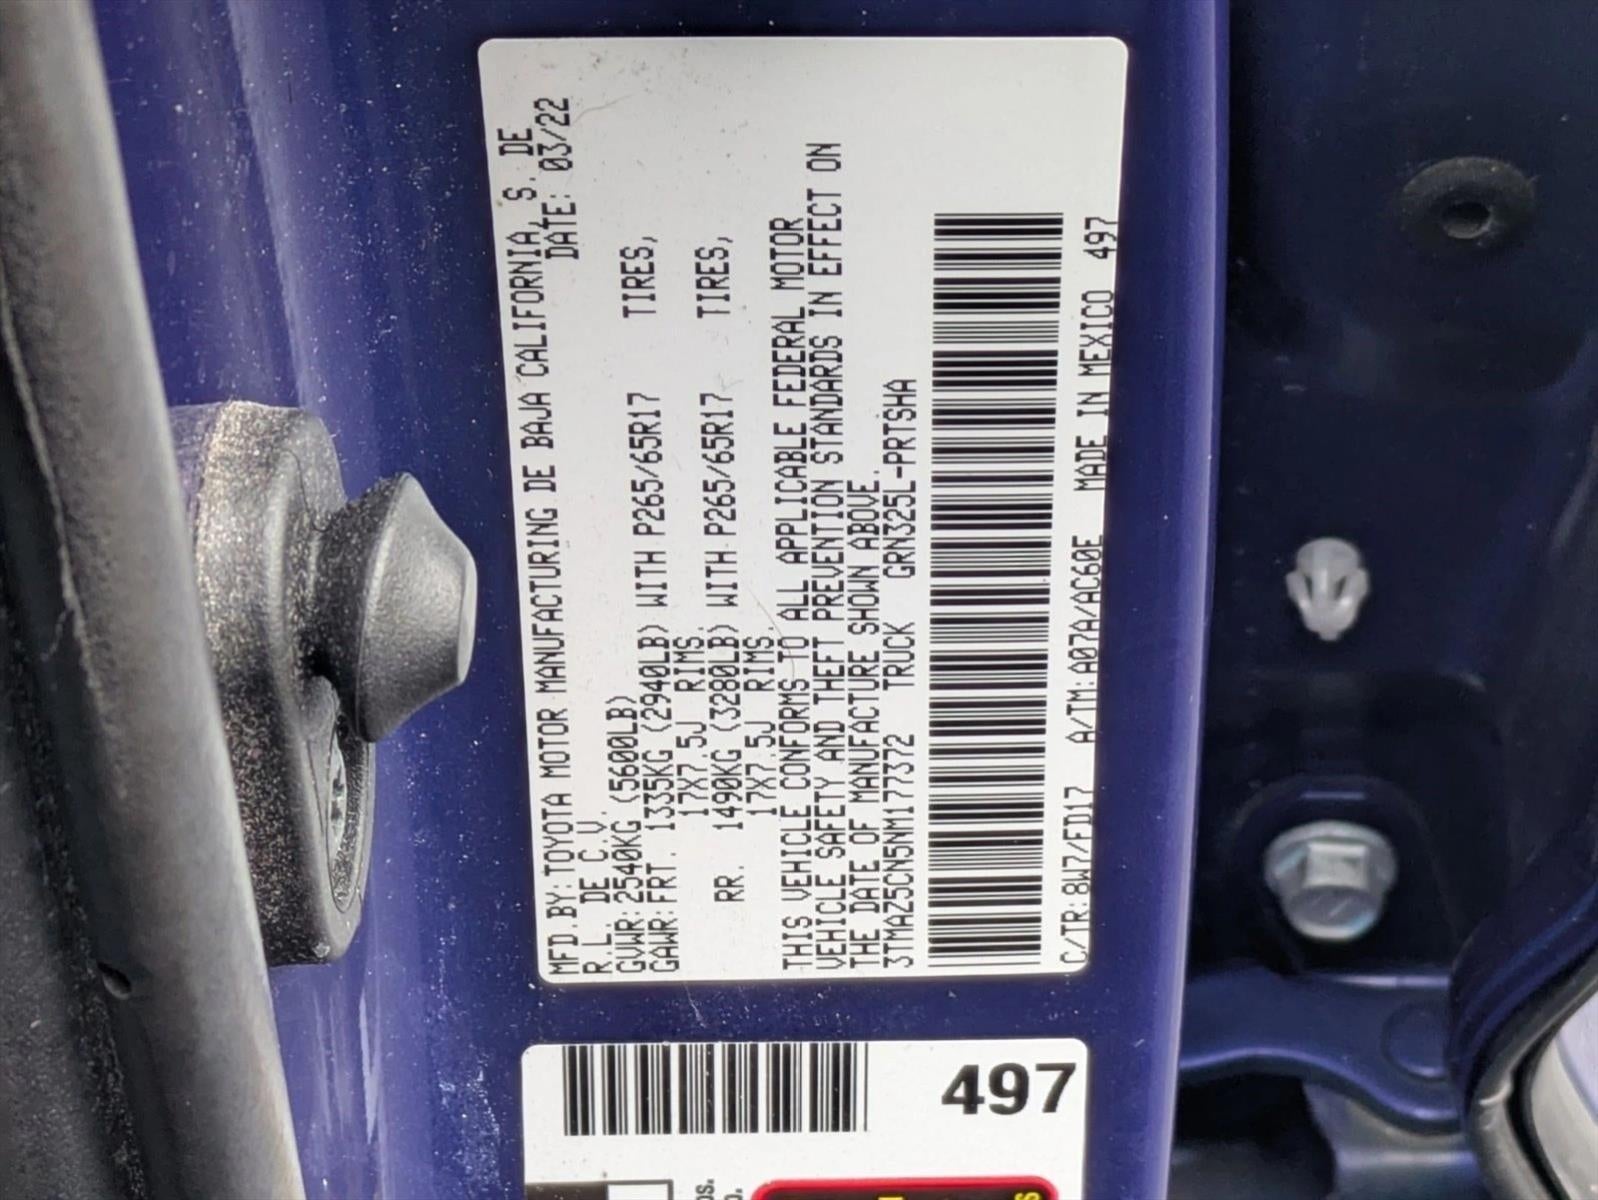 MFD.BY:TOYOTA MOTOR MANUFACTURING DE BAJA CALIFORNIA, S. DE
R.L. DE C.V. DATE: 03/22
GVWR:2540KG (5600LB)
GAWR:FRT. 1335KG (2940LB) WITH P265/65R17 TIRES,
17X7.5J RIMS.
RR. 1490KG (3280LB) WITH P265/65R17 TIRES,
17X7.5J RIMS.
THIS VEHICLE CONFORMS TO ALL APPLICABLE FEDERAL MOTOR
VEHICLE SAFETY AND THEFT PREVENTION STANDARDS IN EFFECT ON
THE DATE OF MANUFACTURE SHOWN ABOVE.
3TMAZ5CN5NM177372 TRUCK GRN325L-PRTSHA
C/TR:8W7/FD17 A/TM:A07A/AC60E MADE IN MEXICO 497
497